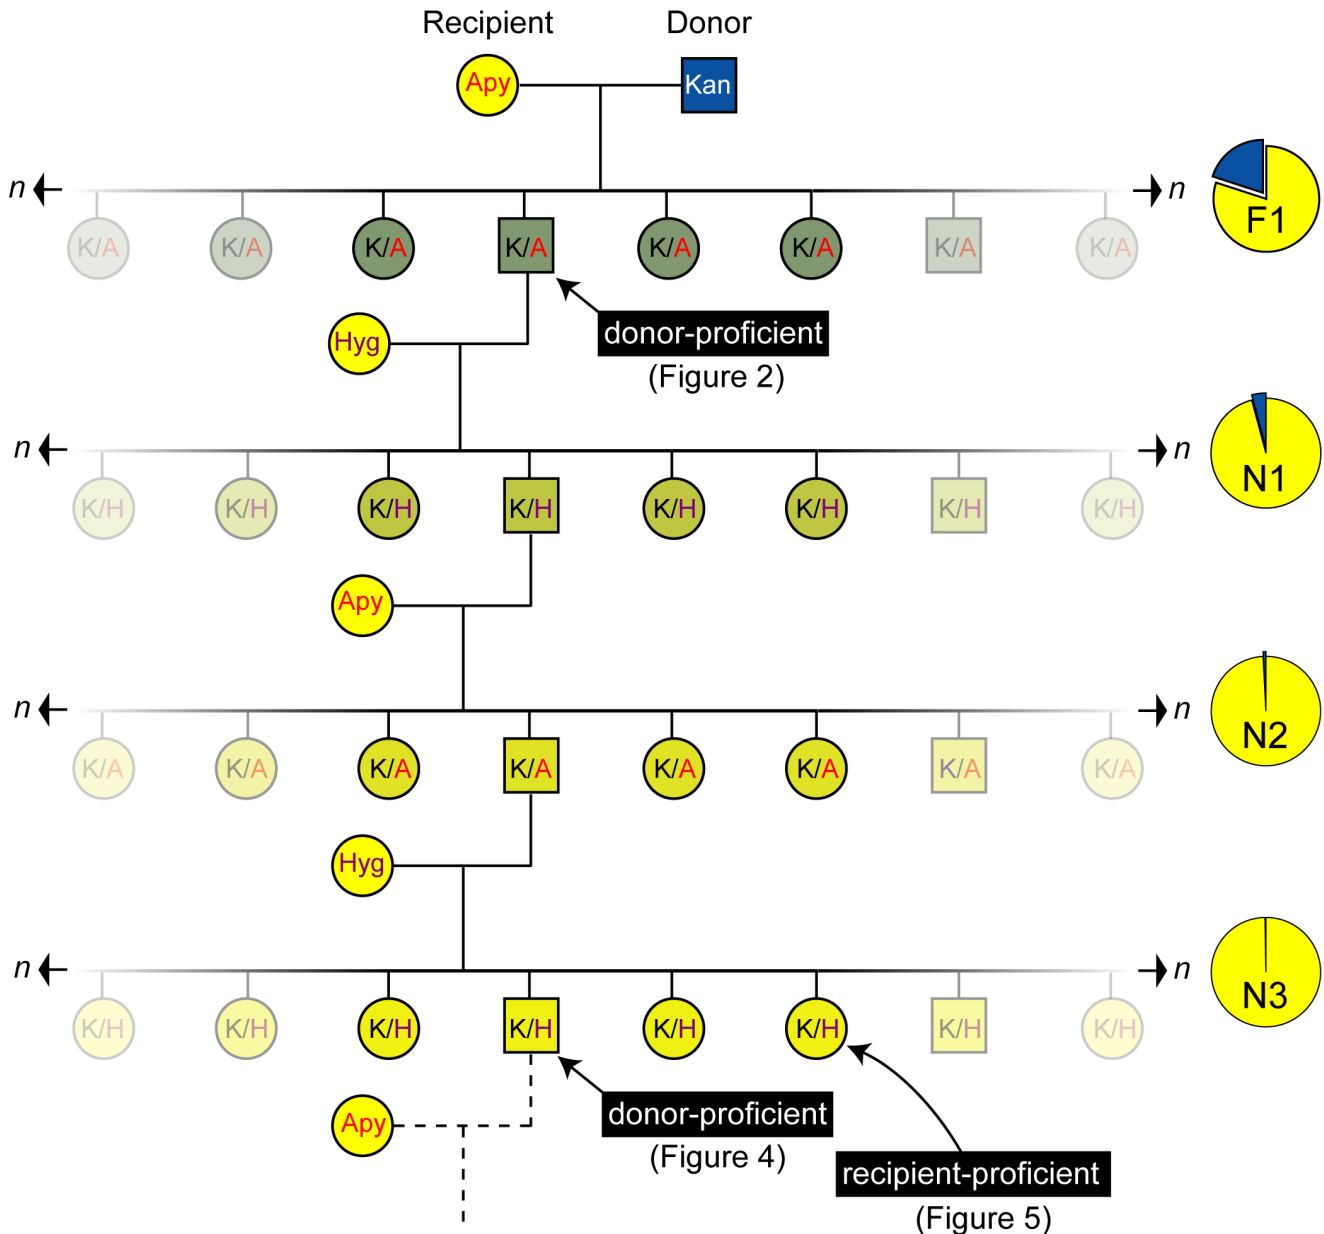 Recipient Donor
Apy Kan
n n
K/A K/A K/A K/A K/A K/A K/A K/A
F1
Hyg
donor-proficient
(Figure 2)
n n
K/H K/H K/H K/H K/H K/H K/H K/H
N1
Apy
n n
K/A K/A K/A K/A K/A K/A K/A K/A
N2
Hyg
n n
K/H K/H K/H K/H K/H K/H K/H K/H
N3
Apy
donor-proficient
(Figure 4)
recipient-proficient
(Figure 5)